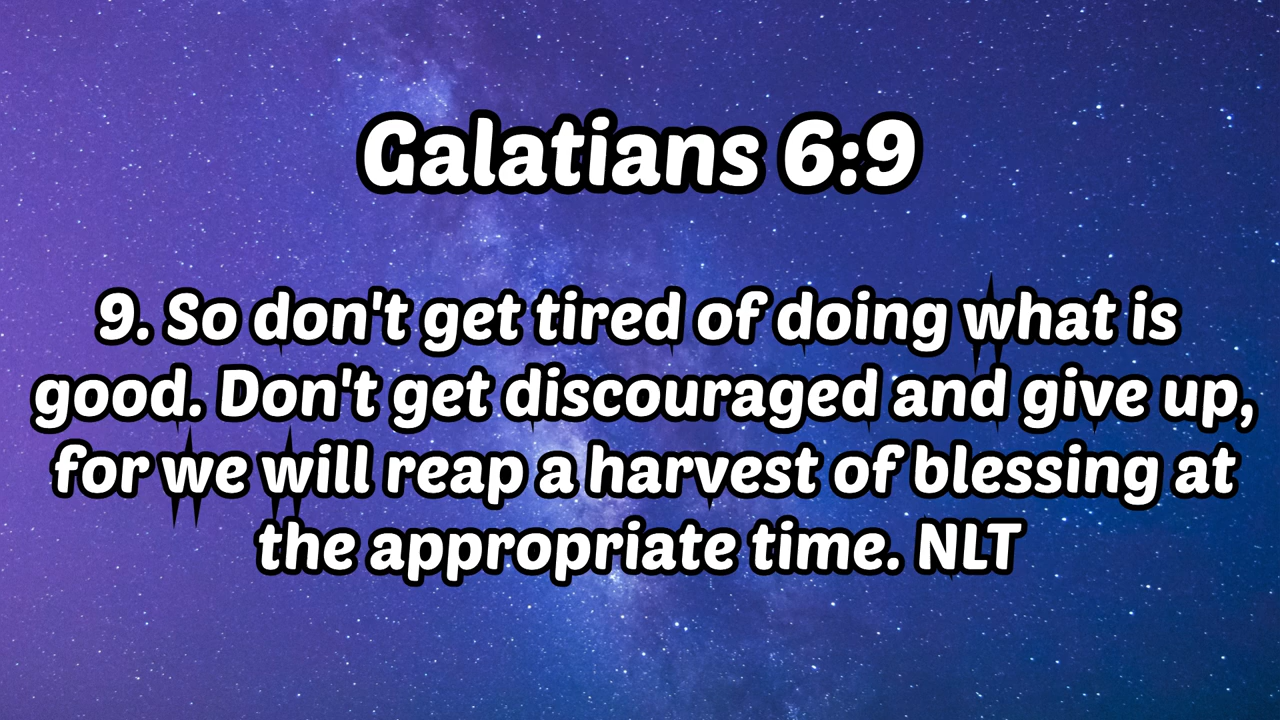 Galatians 6:9
9. So don't get tired of doing what is
good. Don't get discouraged and give up,
for we will reap a harvest of blessing at
the appropriate time. NLT